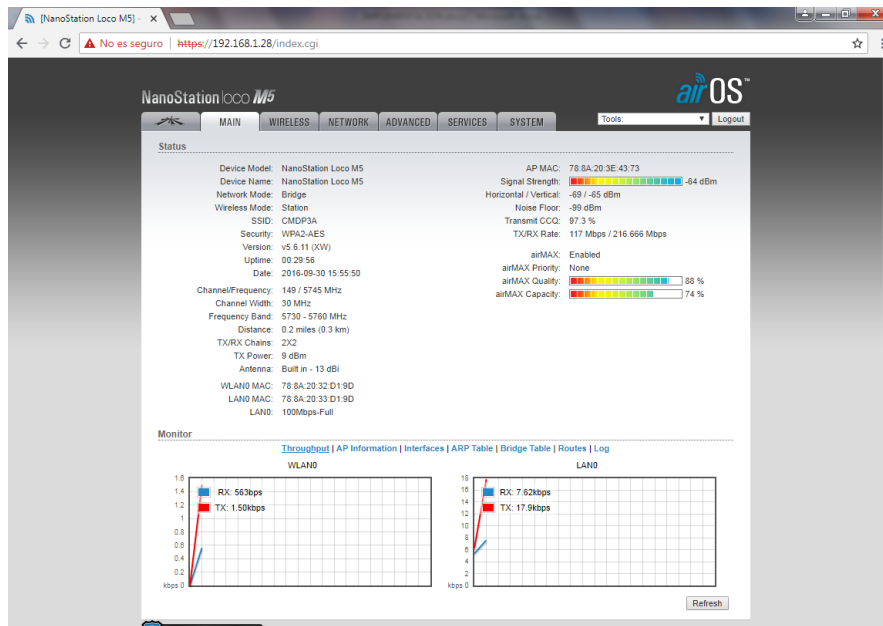 [NanoStation Loco M5] -
No es seguro https://192.168.1.28/index.cgi
NanoStation loco M5
airOS™
MAIN WIRELESS NETWORK ADVANCED SERVICES SYSTEM Tools: Logout
Status
Device Model: NanoStation Loco M5
Device Name: NanoStation Loco M5
Network Mode: Bridge
Wireless Mode: Station
SSID: CMDP3A
Security: WPA2-AES
Version: v5.6.11 (XW)
Uptime: 00:29:56
Date: 2016-09-30 15:55:50
Channel/Frequency: 149 / 5745 MHz
Channel Width: 30 MHz
Frequency Band: 5730 - 5760 MHz
Distance: 0.2 miles (0.3 km)
TX/RX Chains: 2X2
TX Power: 9 dBm
Antenna: Built in - 13 dBi
WLAN0 MAC: 78:8A:20:32:D1:9D
LAN0 MAC: 78:8A:20:33:D1:9D
LAN0: 100Mbps-Full
AP MAC: 78:8A:20:3E:43:73
Signal Strength: -64 dBm
Horizontal / Vertical: -69 / -65 dBm
Noise Floor: -99 dBm
Transmit CCQ: 97.3 %
TX/RX Rate: 117 Mbps / 216.666 Mbps
airMAX: Enabled
airMAX Priority: None
airMAX Quality: 88 %
airMAX Capacity: 74 %
Monitor
Throughput | AP Information | Interfaces | ARP Table | Bridge Table | Routes | Log
WLAN0
1.6
1.4
1.2
1
0.8
0.6
0.4
0.2
kbps 0
RX: 563bps
TX: 1.50kbps
LAN0
18
16
14
12
10
8
6
4
2
kbps 0
RX: 7.62kbps
TX: 17.9kbps
Refresh